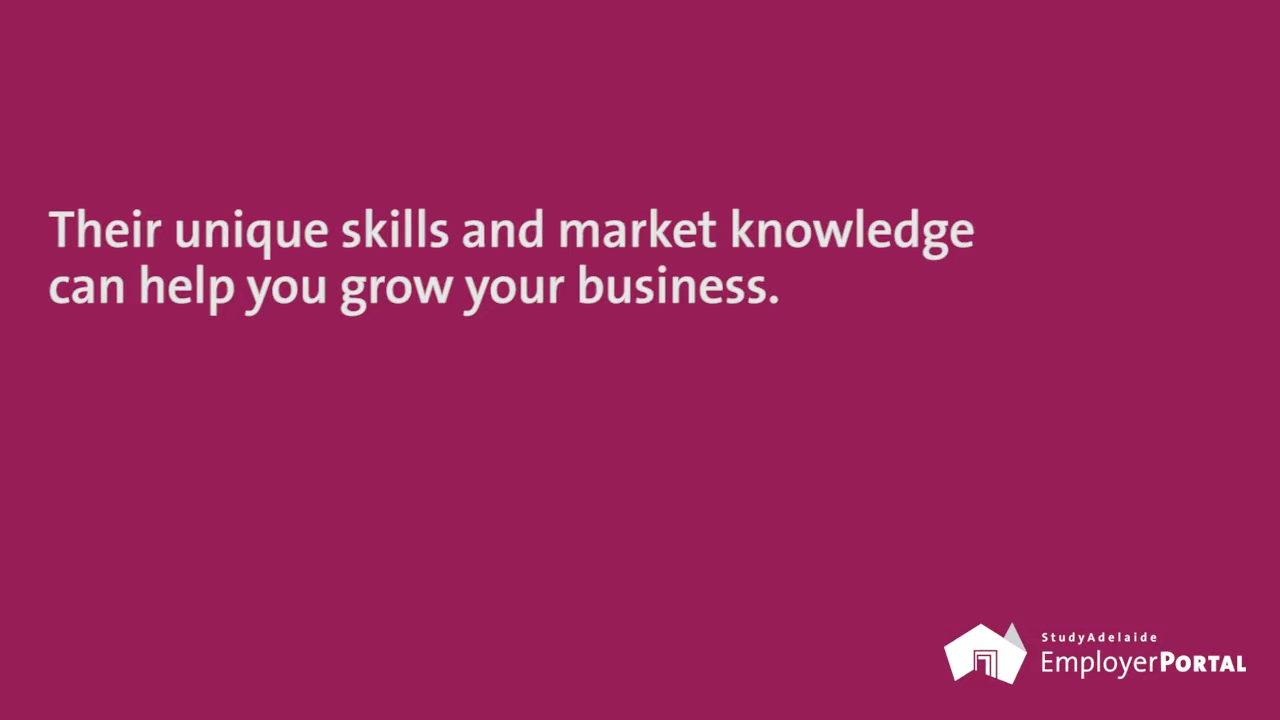 Their unique skills and market knowledge
can help you grow your business.
StudyAdelaide
EmployerPORTAL